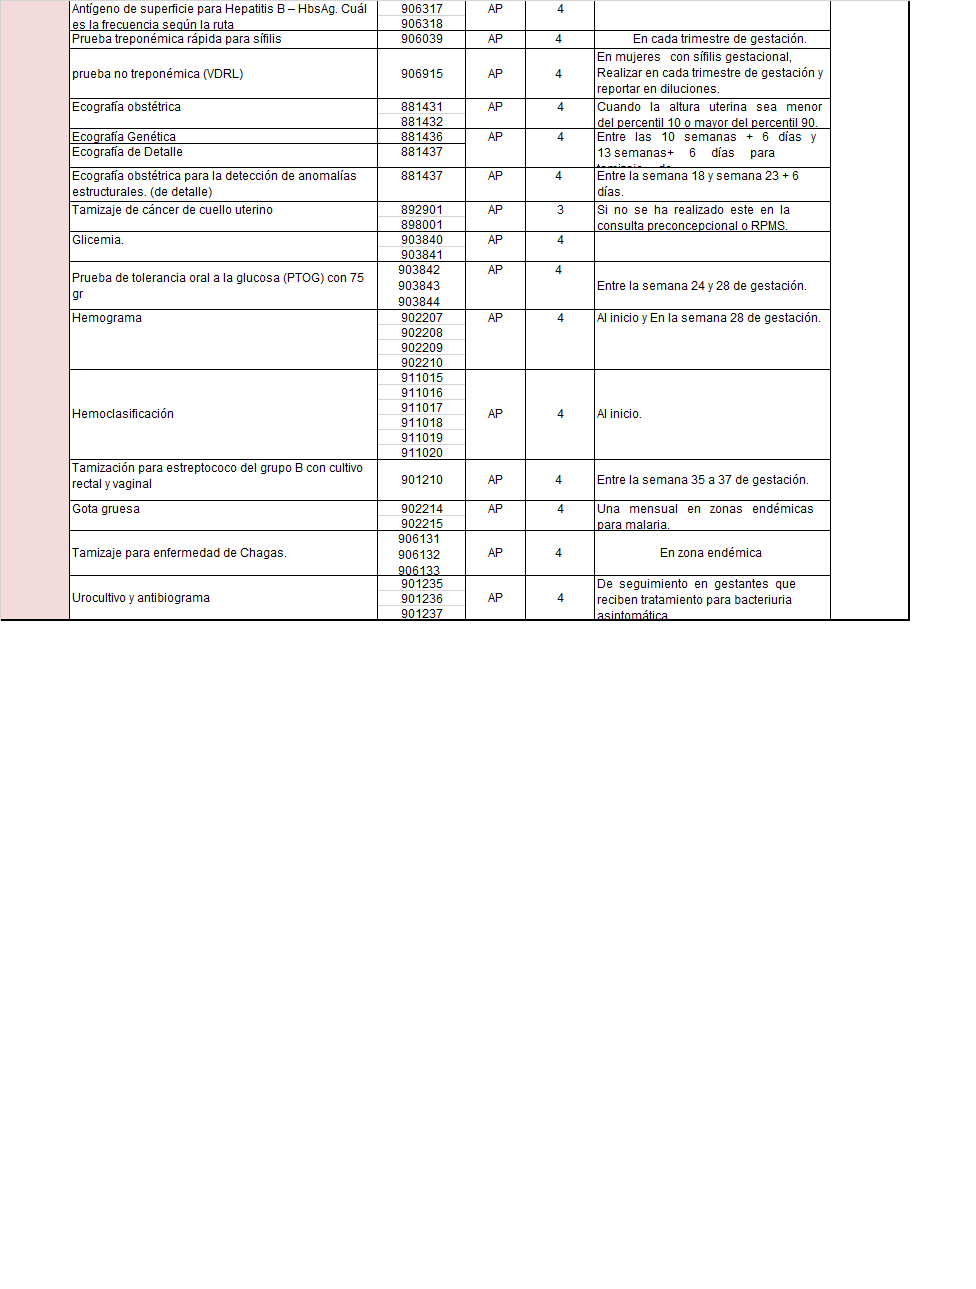 Antígeno de superficie para Hepatitis B – HbsAg. Cuál es la frecuencia según la ruta 906317 906318 AP 4
Prueba treponémica rápida para sífilis 906039 AP 4 En cada trimestre de gestación.
prueba no treponémica (VDRL) 906915 AP 4 En mujeres con sífilis gestacional, Realizar en cada trimestre de gestación y reportar en diluciones.
Ecografía obstétrica 881431 881432 AP 4 Cuando la altura uterina sea menor del percentil 10 o mayor del percentil 90.
Ecografía Genética 881436 AP 4 Entre las 10 semanas + 6 días y 13 semanas+ 6 días para
Ecografía de Detalle 881437
Ecografía obstétrica para la detección de anomalías estructurales. (de detalle) 881437 AP 4 Entre la semana 18 y semana 23 + 6 días.
Tamizaje de cáncer de cuello uterino 892901 898001 AP 3 Si no se ha realizado este en la consulta preconcepcional o RPMS.
Glicemia. 903840 903841 AP 4
Prueba de tolerancia oral a la glucosa (PTOG) con 75 gr 903842 903843 903844 AP 4 Entre la semana 24 y 28 de gestación.
Hemograma 902207 902208 902209 902210 AP 4 Al inicio y En la semana 28 de gestación.
Hemoclasificación 911015 911016 911017 911018 911019 911020 AP 4 Al inicio.
Tamización para estreptococo del grupo B con cultivo rectal y vaginal 901210 AP 4 Entre la semana 35 a 37 de gestación.
Gota gruesa 902214 902215 AP 4 Una mensual en zonas endémicas para malaria.
Tamizaje para enfermedad de Chagas. 906131 906132 906133 AP 4 En zona endémica
Urocultivo y antibiograma 901235 901236 901237 AP 4 De seguimiento en gestantes que reciben tratamiento para bacteriuria asintomática